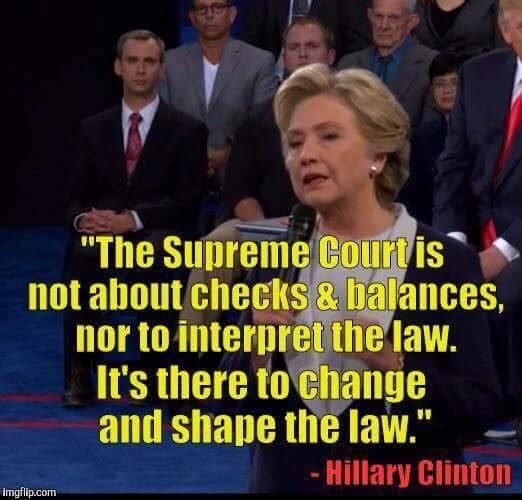 "The Supreme Court is
not about checks & balances,
nor to interpret the law.
It's there to change
and shape the law."
- Hillary Clinton
imgflip.com